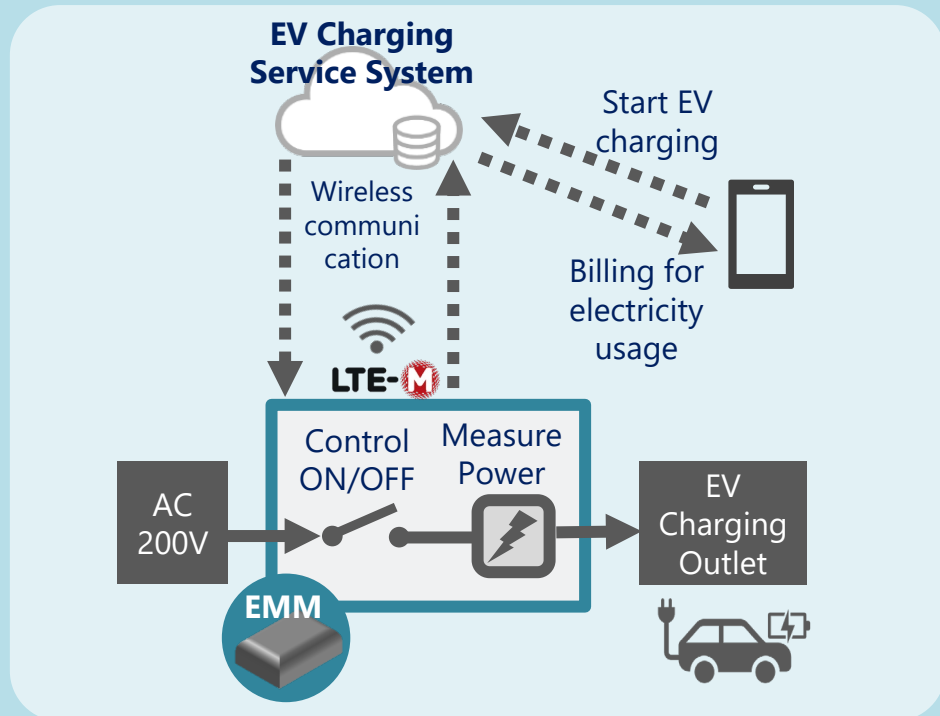 EV Charging
Service System
Start EV
charging
Wireless
communi
cation
Billing for
electricity
usage
LTE-M
Control
ON/OFF
Measure
Power
AC
200V
EV
Charging
Outlet
EMM